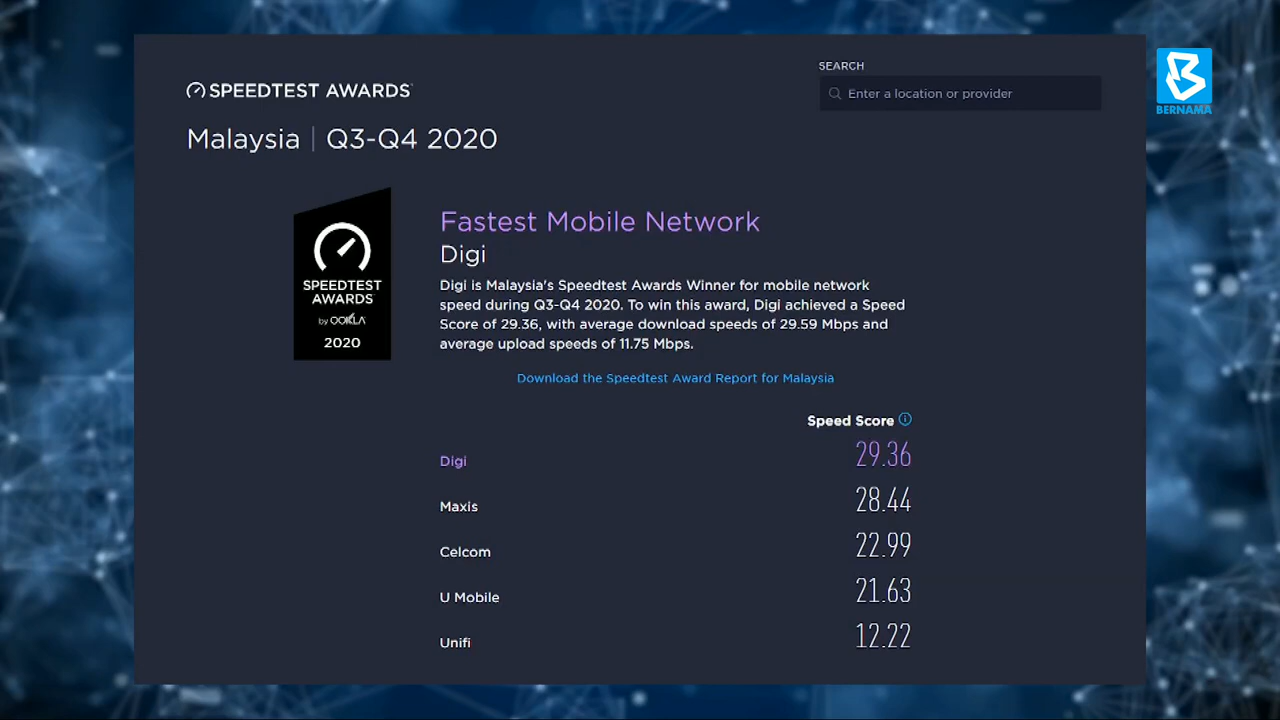 SEARCH
SPEEDTEST AWARDS
Enter a location or provider
BERNAMA
Malaysia | Q3-Q4 2020
Fastest Mobile Network
Digi
SPEEDTEST
AWARDS
by OOKLA
2020
Digi is Malaysia's Speedtest Awards Winner for mobile network
speed during Q3-Q4 2020. To win this award, Digi achieved a Speed
Score of 29.36, with average download speeds of 29.59 Mbps and
average upload speeds of 11.75 Mbps.
Download the Speedtest Award Report for Malaysia
Speed Score
Digi 29.36
Maxis 28.44
Celcom 22.99
U Mobile 21.63
Unifi 12.22